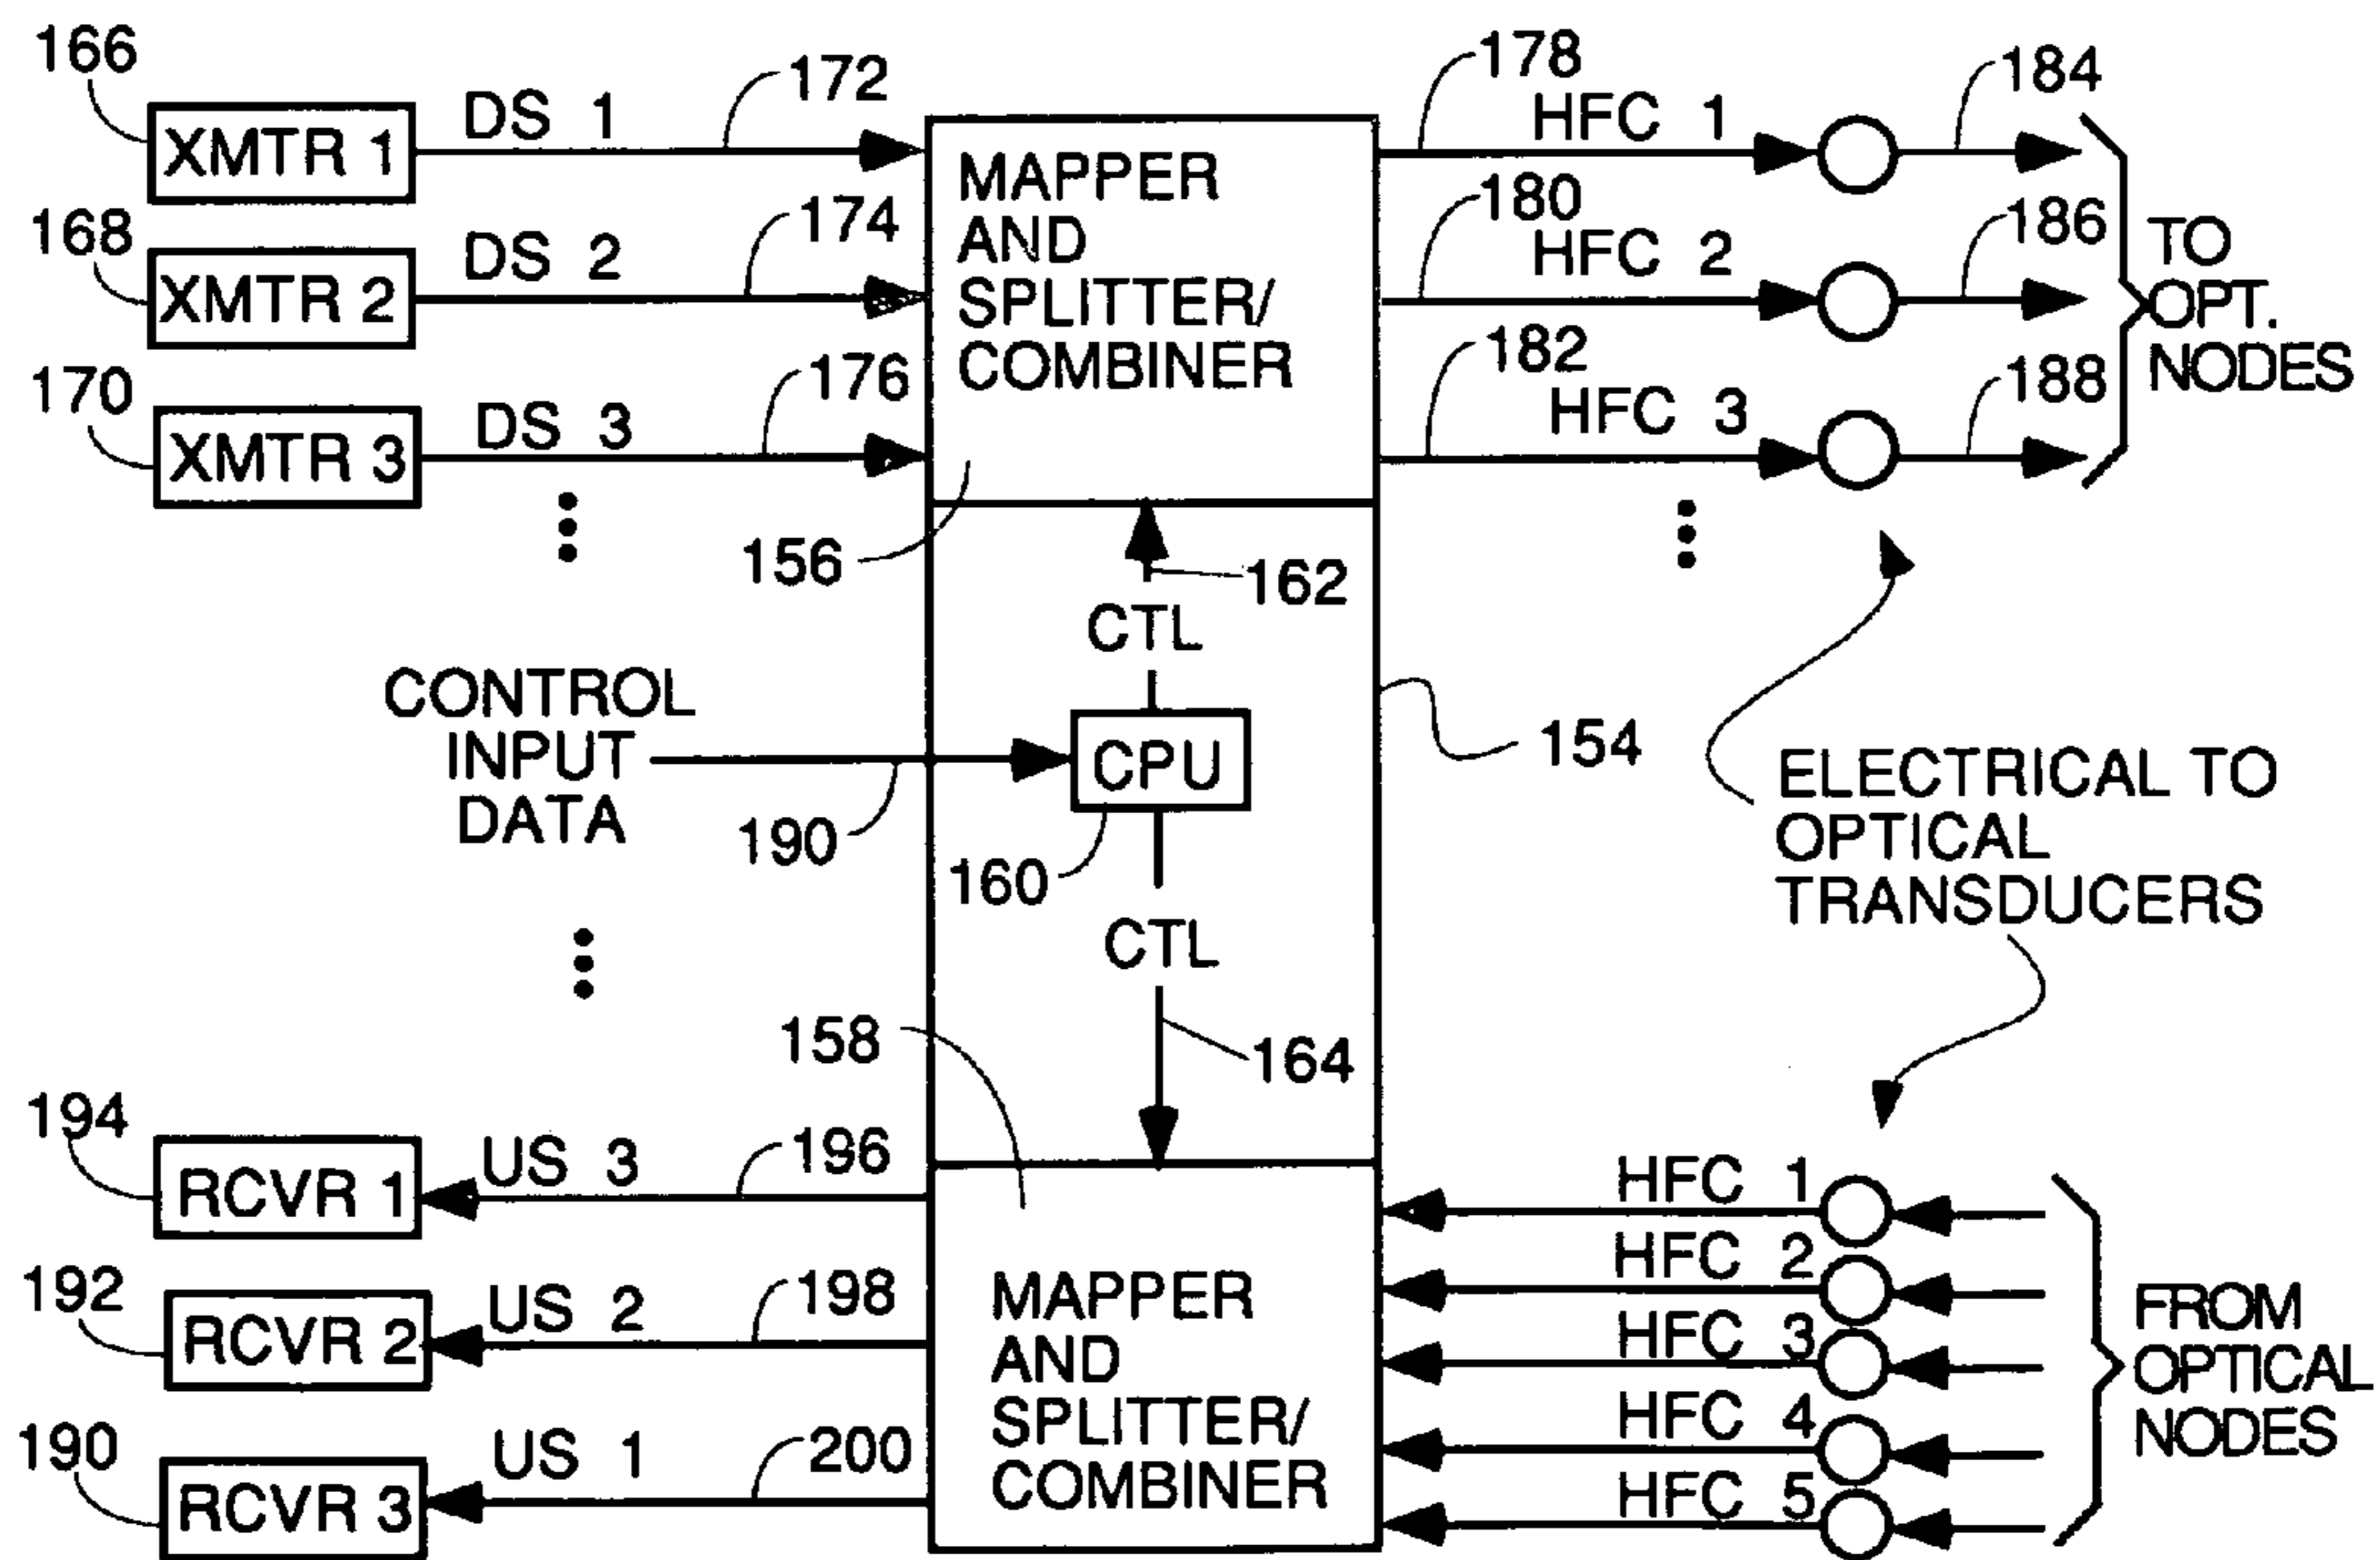 166
XMTR 1
DS 1
172
168
XMTR 2
DS 2
174
170
XMTR 3
DS 3
176
MAPPER
AND
SPLITTER/
COMBINER
156
178
HFC 1
184
180
HFC 2
186
182
HFC 3
188
TO
OPT.
NODES
162
CTL
CONTROL
INPUT
DATA
190
CPU
160
154
CTL
164
158
ELECTRICAL TO
OPTICAL
TRANSDUCERS
194
RCVR 1
US 3
196
192
RCVR 2
US 2
198
190
RCVR 3
US 1
200
MAPPER
AND
SPLITTER/
COMBINER
HFC 1
HFC 2
HFC 3
HFC 4
HFC 5
FROM
OPTICAL
NODES